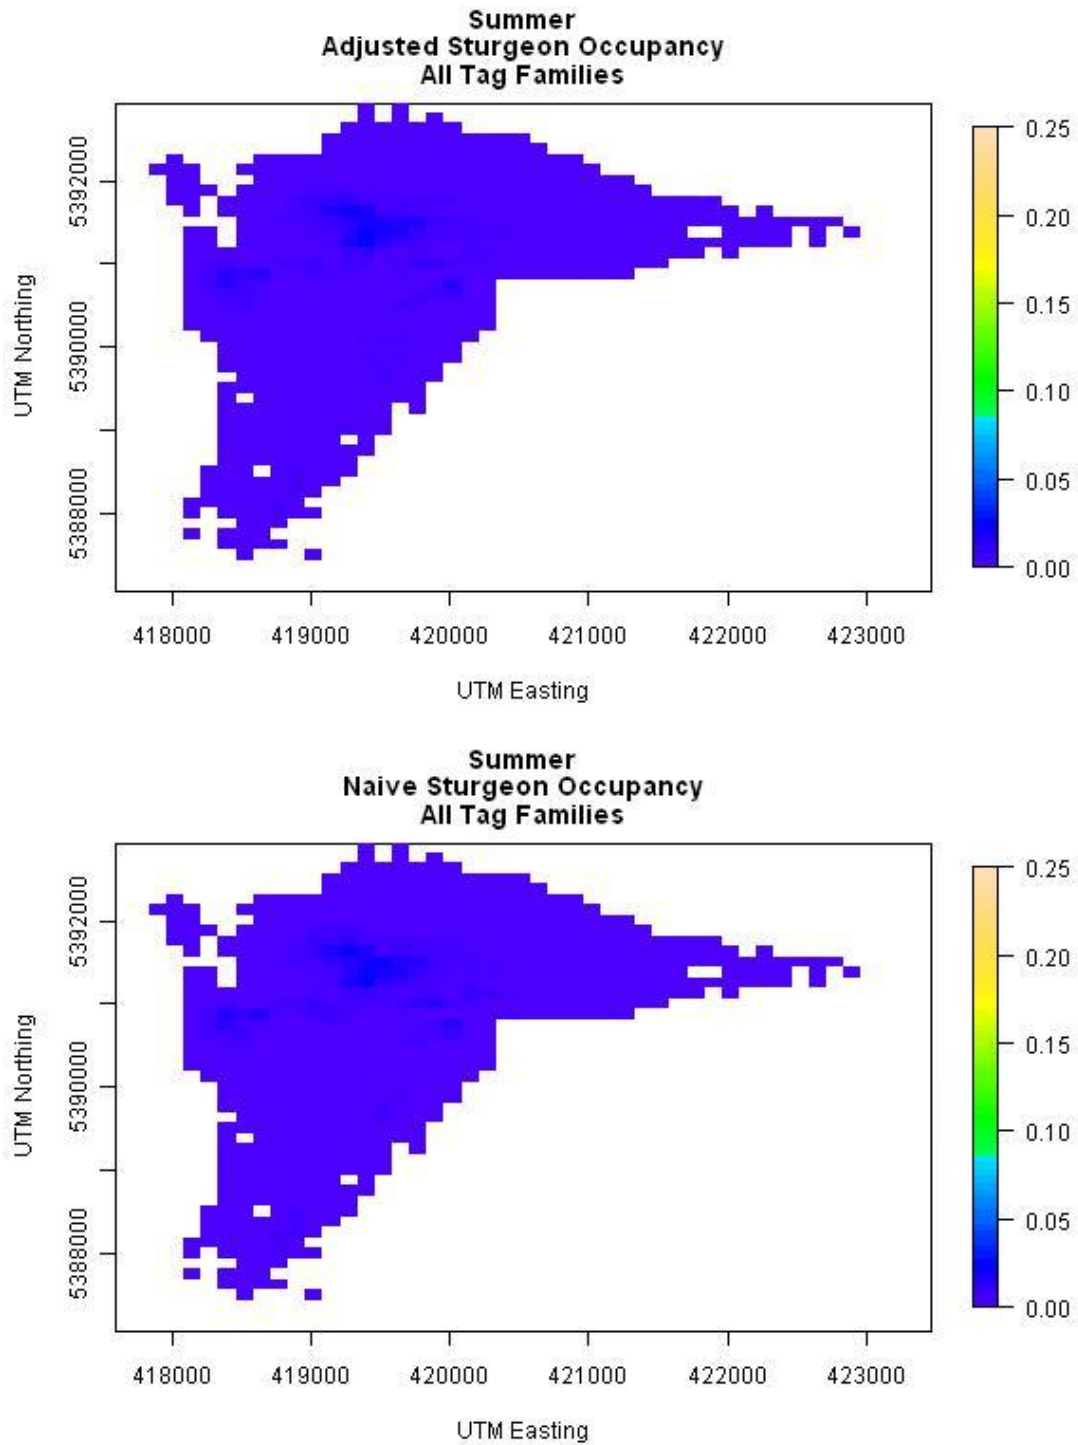 Summer
Adjusted Sturgeon Occupancy
All Tag Families
UTM Northing
5392000
5390000
5388000
418000 419000 420000 421000 422000 423000
UTM Easting
0.25
0.20
0.15
0.10
0.05
0.00
Summer
Naive Sturgeon Occupancy
All Tag Families
UTM Northing
5392000
5390000
5388000
418000 419000 420000 421000 422000 423000
UTM Easting
0.25
0.20
0.15
0.10
0.05
0.00